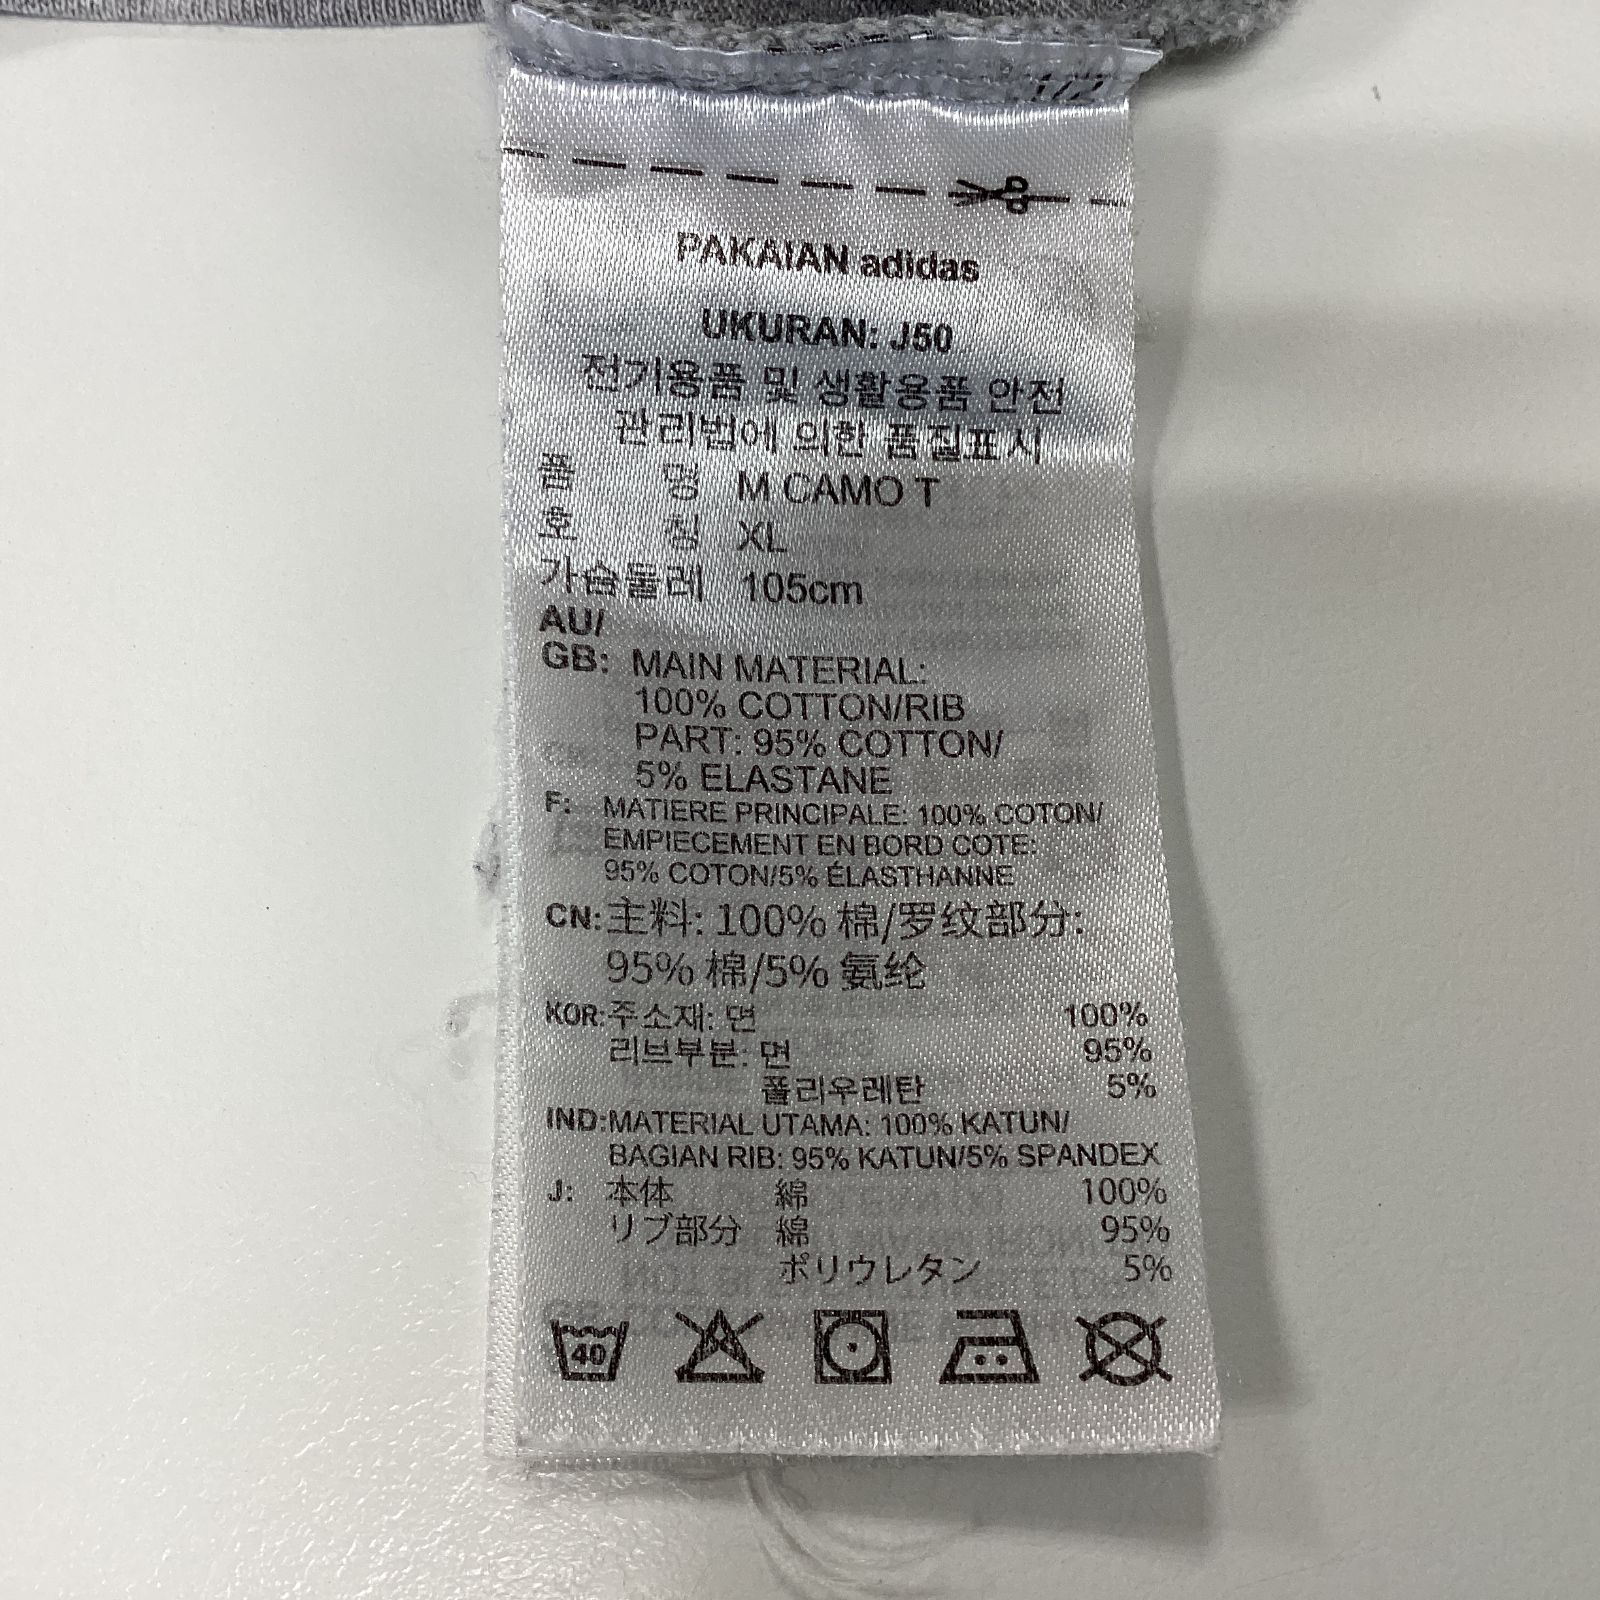 1/2
PAKAIAN adidas
UKURAN: J50
전기용품 및 생활용품 안전
관리법에 의한 품질표시
품 명 M CAMO T
호 칭 XL
가슴둘레 105cm
AU/
GB: MAIN MATERIAL:
100% COTTON/RIB
PART: 95% COTTON/
5% ELASTANE
F: MATIERE PRINCIPALE: 100% COTON/
EMPIECEMENT EN BORD COTE:
95% COTON/5% ÉLASTHANNE
CN: 主料: 100% 棉/罗纹部分:
95% 棉/5% 氨纶
KOR: 주소재: 면 100%
리브부분: 면 95%
폴리우레탄 5%
IND: MATERIAL UTAMA: 100% KATUN/
BAGIAN RIB: 95% KATUN/5% SPANDEX
J: 本体 綿 100%
リブ部分 綿 95%
ポリウレタン 5%
40